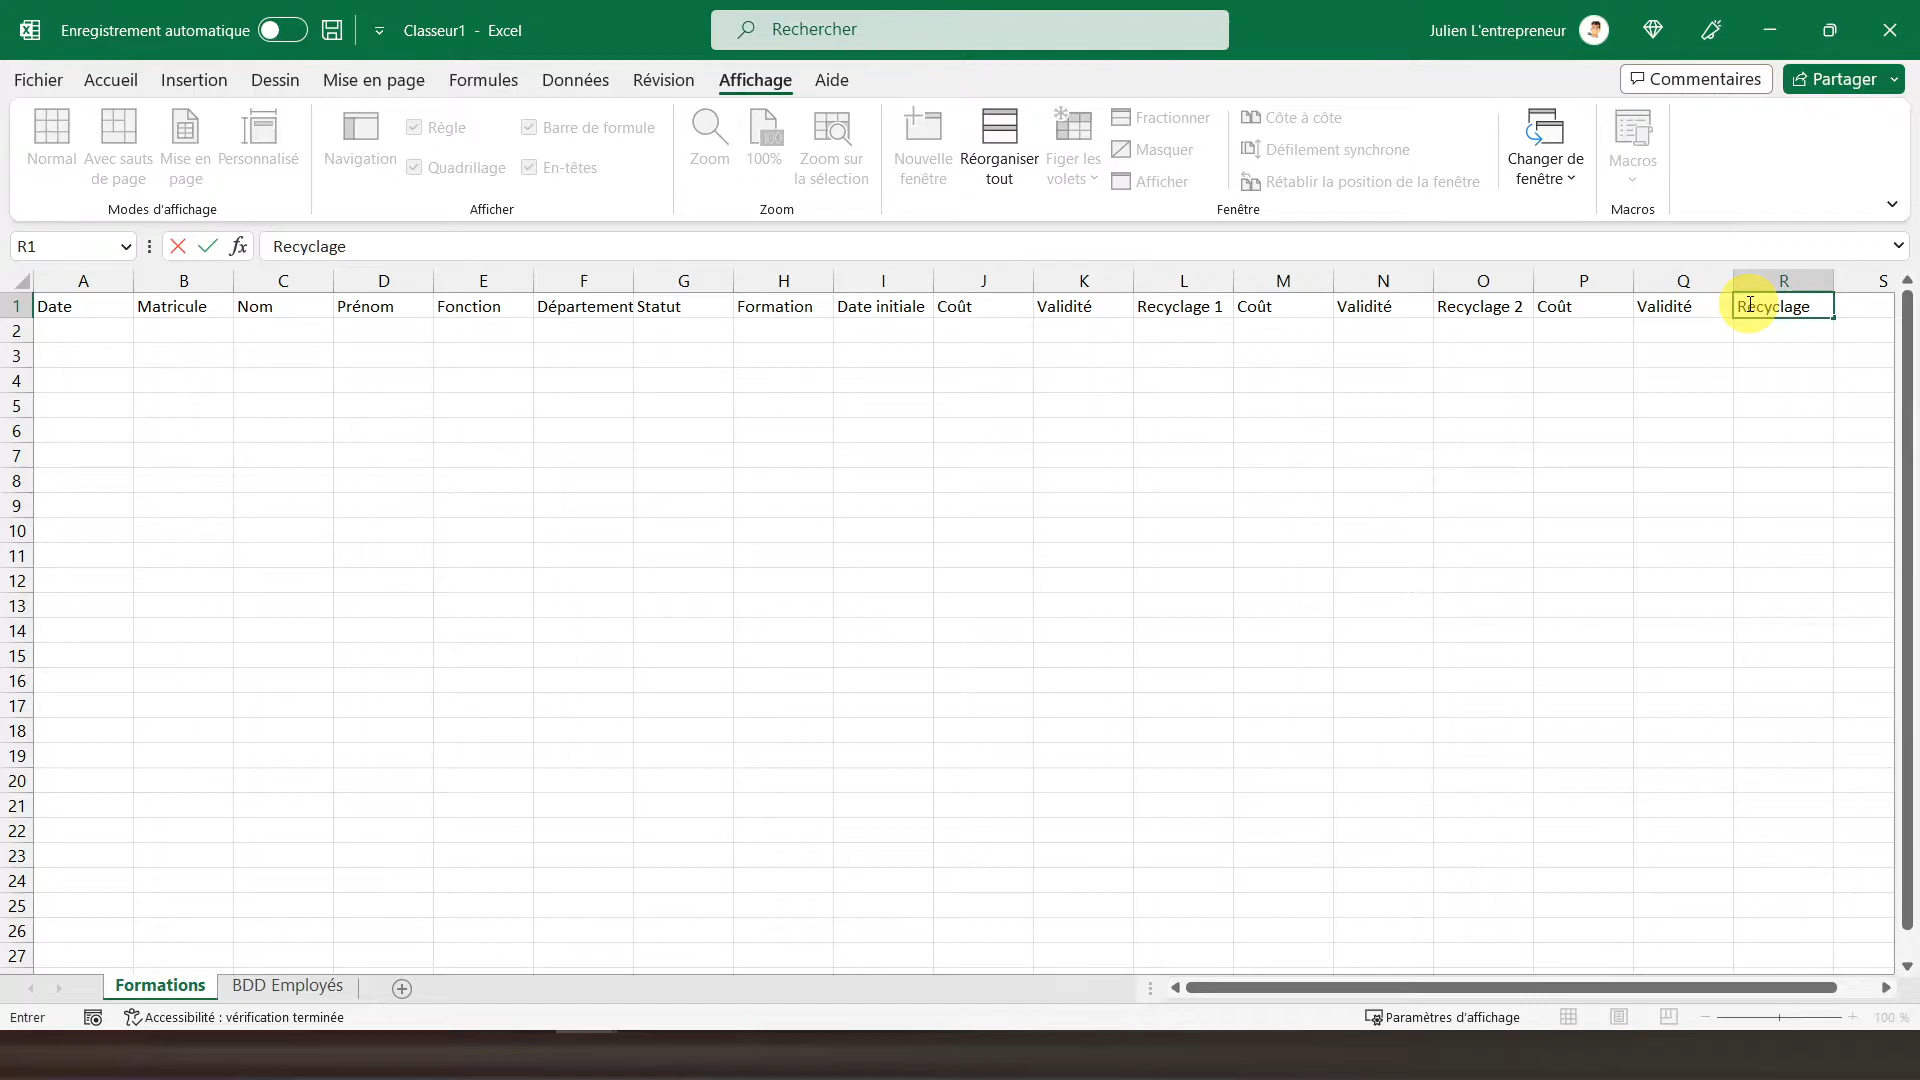 Enregistrement automatique
Classeur1 - Excel
Rechercher
Julien L'entrepreneur
Fichier Accueil Insertion Dessin Mise en page Formules Données Révision Affichage Aide
Commentaires
Partager
Normal
Avec sauts de page
Mise en page
Personnalisé
Modes d'affichage
Navigation
Règle
Barre de formule
Quadrillage
En-têtes
Afficher
Zoom
100
100%
Zoom sur la sélection
Zoom
Nouvelle fenêtre
Réorganiser tout
Figer les volets
Fractionner
Masquer
Afficher
Côte à côte
Défilement synchrone
Rétablir la position de la fenêtre
Changer de fenêtre
Fenêtre
Macros
Macros
R1
fx
Recyclage
A B C D E F G H I J K L M N O P Q R S
1 Date Matricule Nom Prénom Fonction Département Statut Formation Date initiale Coût Validité Recyclage 1 Coût Validité Recyclage 2 Coût Validité Recyclage
2
3
4
5
6
7
8
9
10
11
12
13
14
15
16
17
18
19
20
21
22
23
24
25
26
27
Formations BDD Employés
Entrer
Accessibilité : vérification terminée
Paramètres d'affichage
100 %